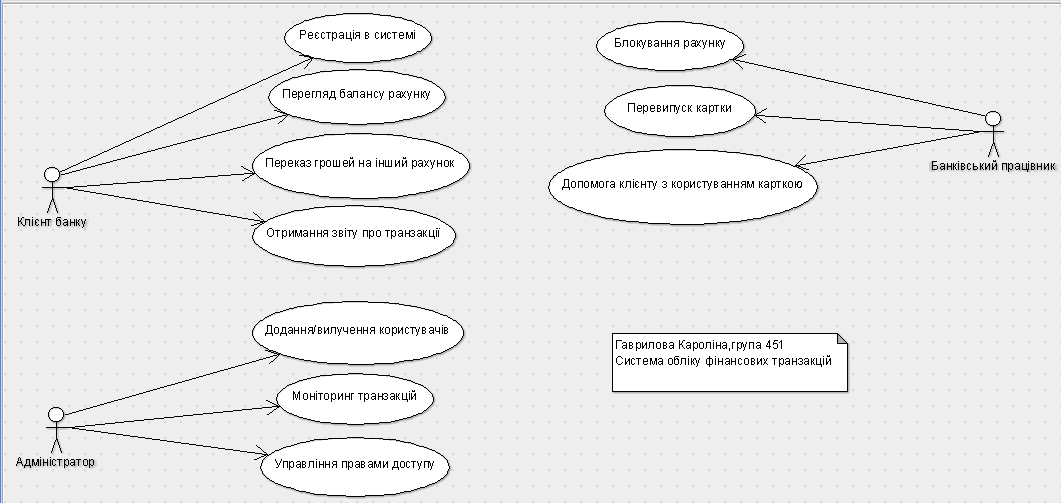 Реєстрація в системі
Перегляд балансу рахунку
Переказ грошей на інший рахунок
Отримання звіту про транзакції
Клієнт банку
Блокування рахунку
Перевипуск картки
Допомога клієнту з користуванням карткою
Банківський працівник
Додання/вилучення користувачів
Моніторинг транзакцій
Управління правами доступу
Адміністратор
Гаврилова Кароліна,група 451
Система обліку фінансових транзакцій